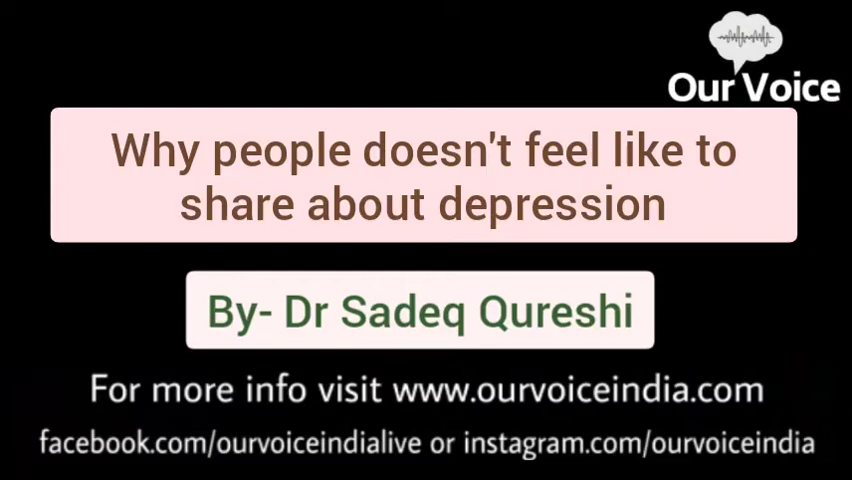 Our Voice
Why people doesn't feel like to
share about depression
By- Dr Sadeq Qureshi
For more info visit www.ourvoiceindia.com
facebook.com/ourvoiceindialive or instagram.com/ourvoiceindia